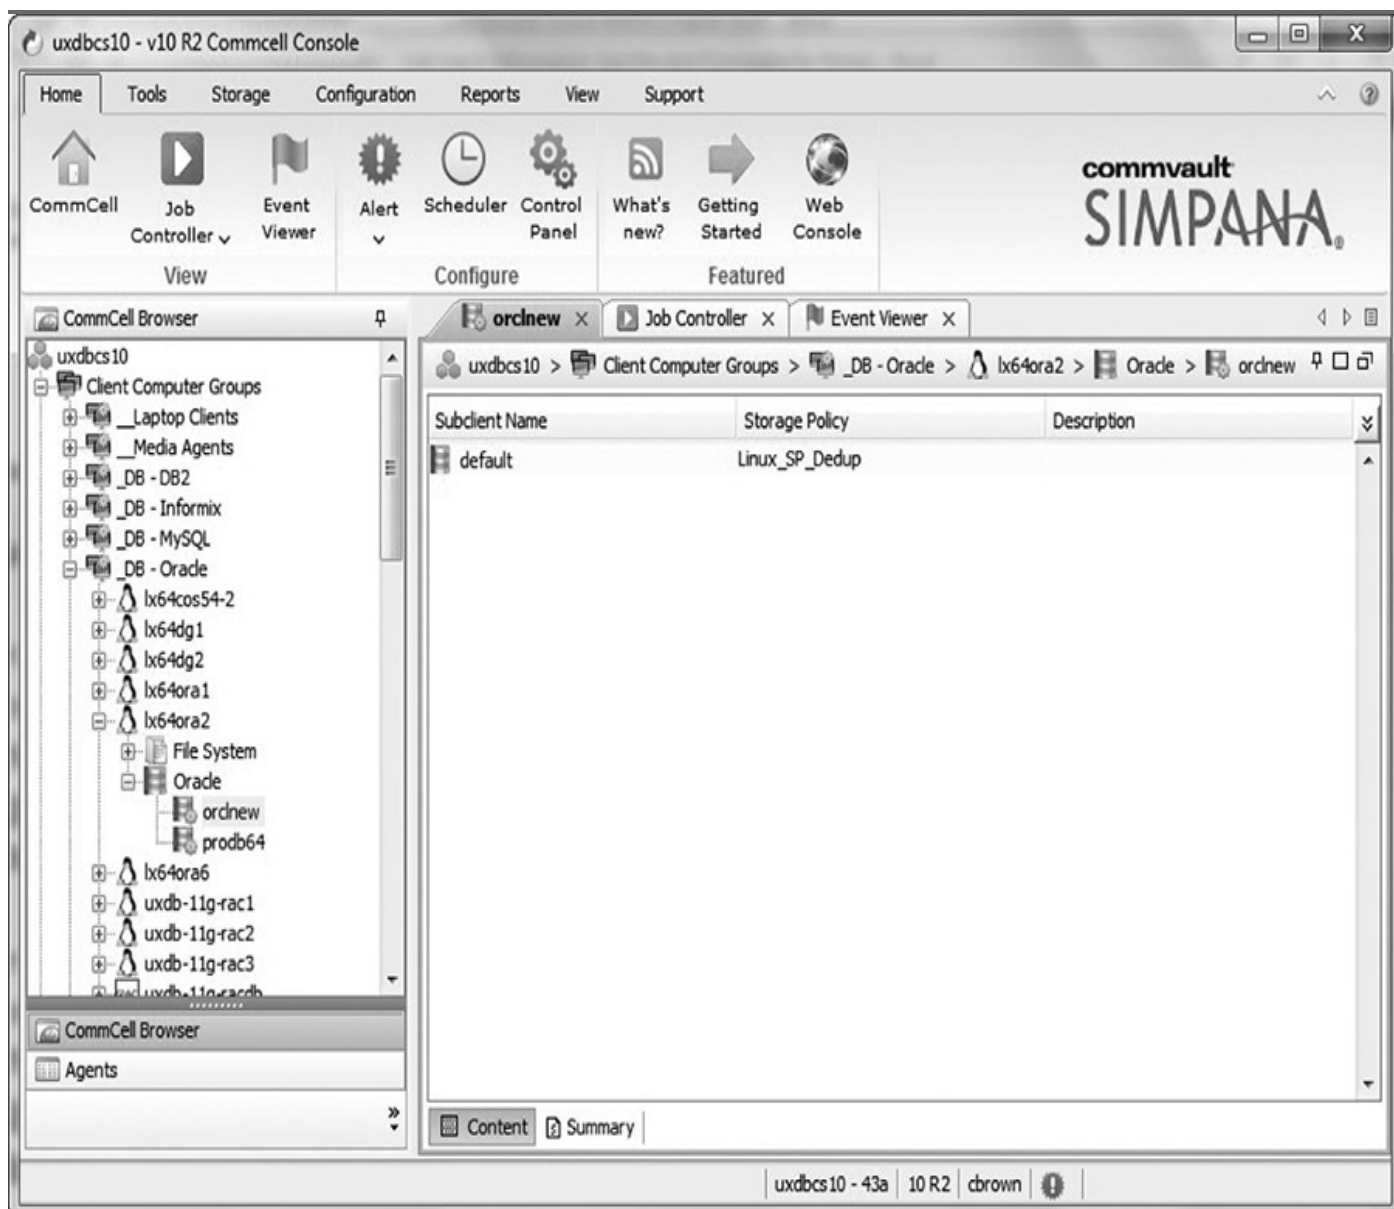 uxdbcs10 - v10 R2 Commcell Console
Home Tools Storage Configuration Reports View Support
CommCell Job Controller Event Viewer Alert Scheduler Control Panel What's new? Getting Started Web Console
View Configure Featured
commvault
SIMPANA®
CommCell Browser
uxdbcs10
Client Computer Groups
__Laptop Clients
__Media Agents
_DB - DB2
_DB - Informix
_DB - MySQL
_DB - Oracle
lx64cos54-2
lx64dg1
lx64dg2
lx64ora1
lx64ora2
File System
Oracle
orclnew
prodb64
lx64ora6
uxdb-11g-rac1
uxdb-11g-rac2
uxdb-11g-rac3
uxdb-11g-racdb
CommCell Browser
Agents
orclnew Job Controller Event Viewer
uxdbcs10 > Client Computer Groups > _DB - Oracle > lx64ora2 > Oracle > orclnew
Subclient Name Storage Policy Description
default Linux_SP_Dedup
Content Summary
uxdbcs10 - 43a 10 R2 cbrown